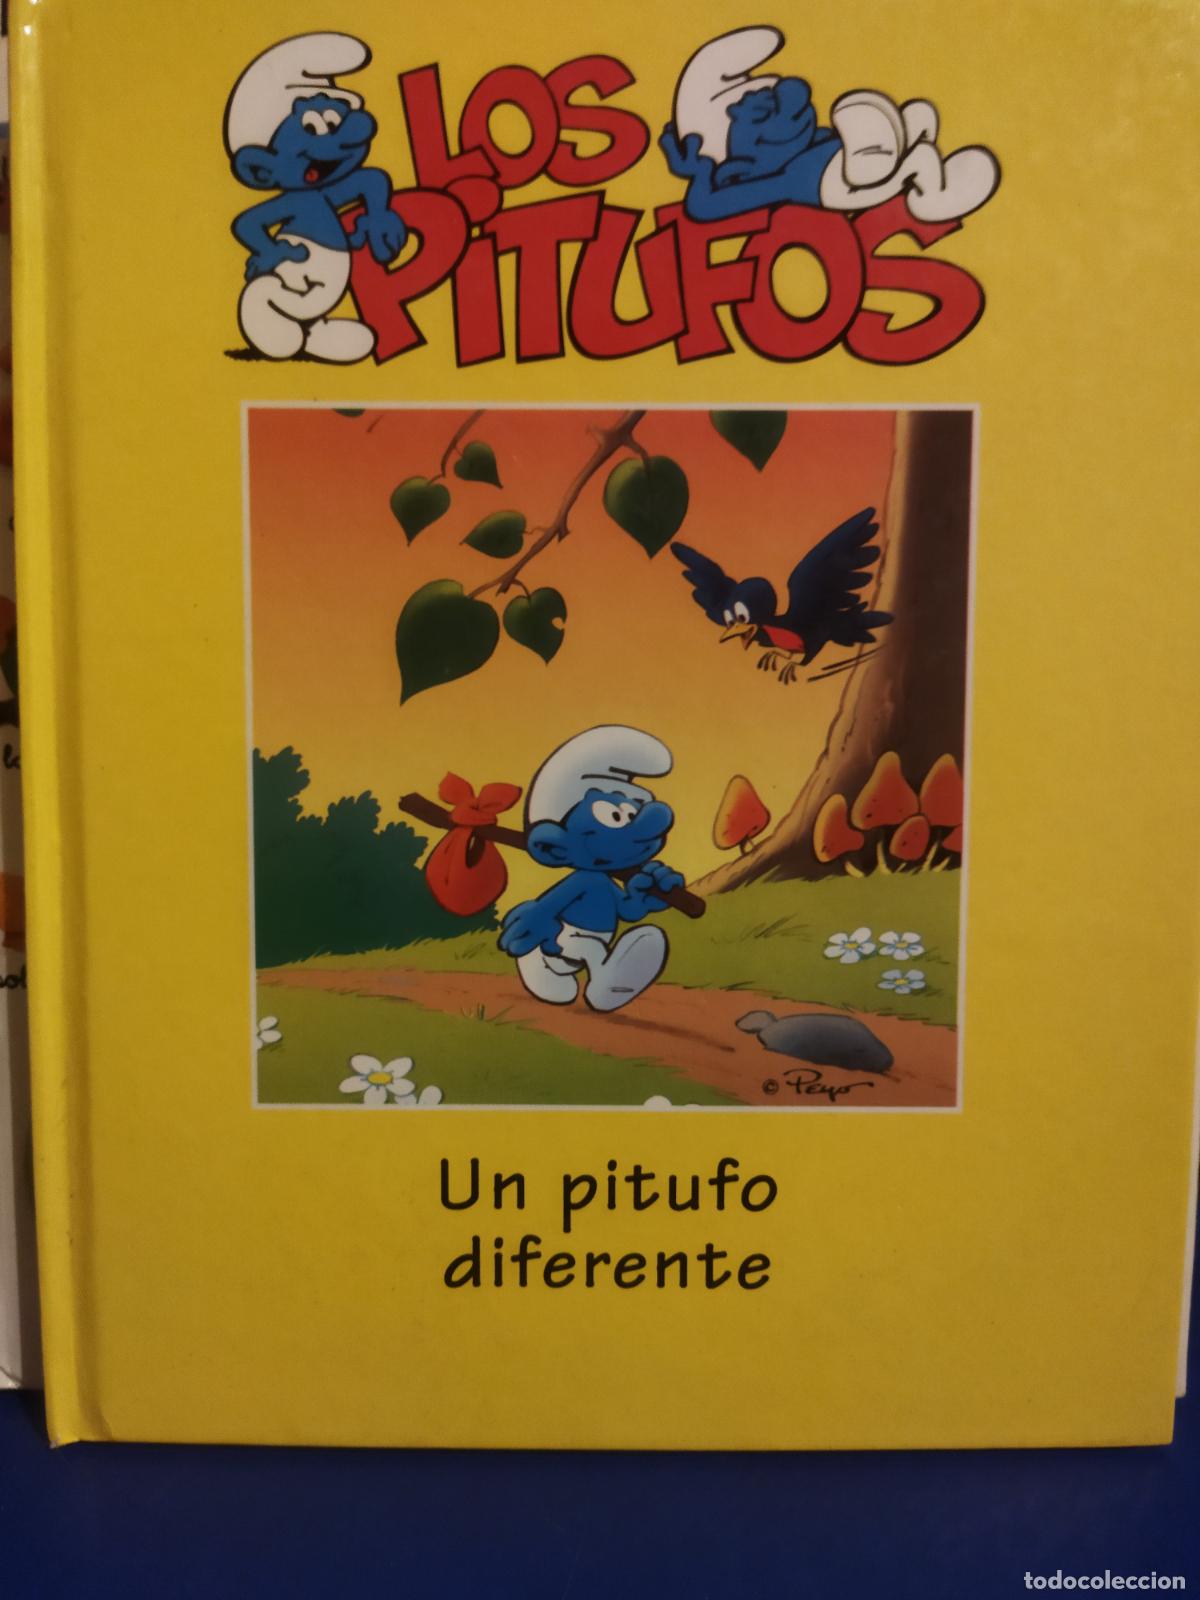 LOS
PITUFOS
© Peyo
Un pitufo
diferente
todocoleccion